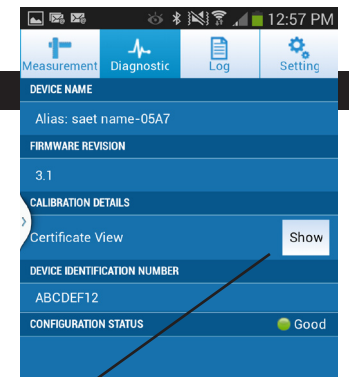 12:57 PM
Measurement Diagnostic Log Setting
DEVICE NAME
Alias: saet name-05A7
FIRMWARE REVISION
3.1
CALIBRATION DETAILS
Certificate View Show
DEVICE IDENTIFICATION NUMBER
ABCDEF12
CONFIGURATION STATUS Good